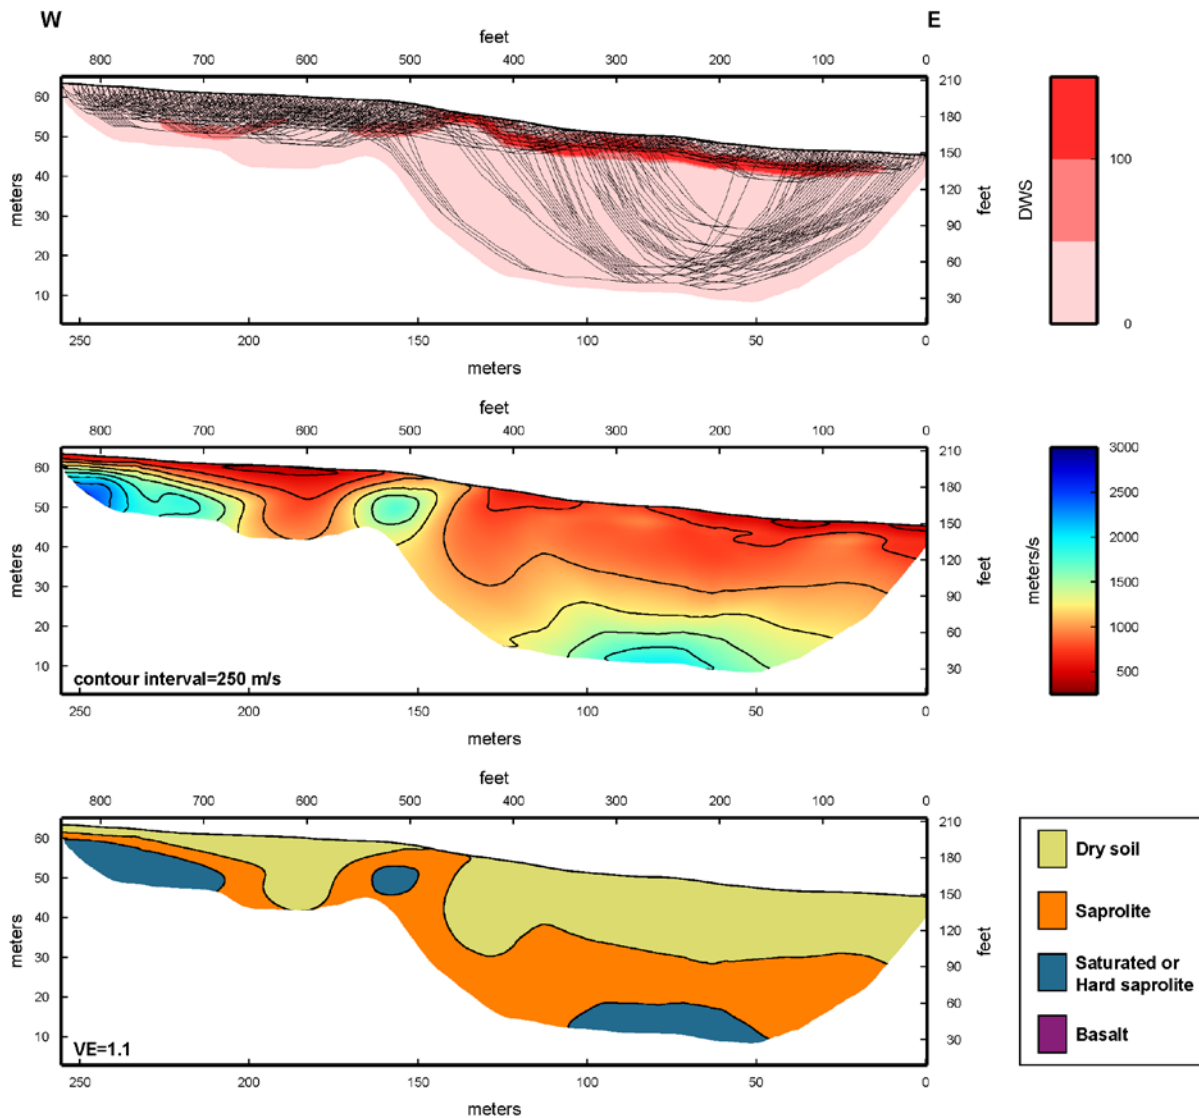 W E
feet
800 700 600 500 400 300 200 100 0
60 50 40 30 20 10
meters
210 180 150 120 90 60 30
feet
250 200 150 100 50 0
meters
DWS
100
0
feet
800 700 600 500 400 300 200 100 0
60 50 40 30 20 10
meters
210 180 150 120 90 60 30
feet
contour interval=250 m/s
250 200 150 100 50 0
meters
meters/s
3000
2500
2000
1500
1000
500
feet
800 700 600 500 400 300 200 100 0
60 50 40 30 20 10
meters
210 180 150 120 90 60 30
feet
VE=1.1
250 200 150 100 50 0
meters
Dry soil
Saprolite
Saturated or
Hard saprolite
Basalt